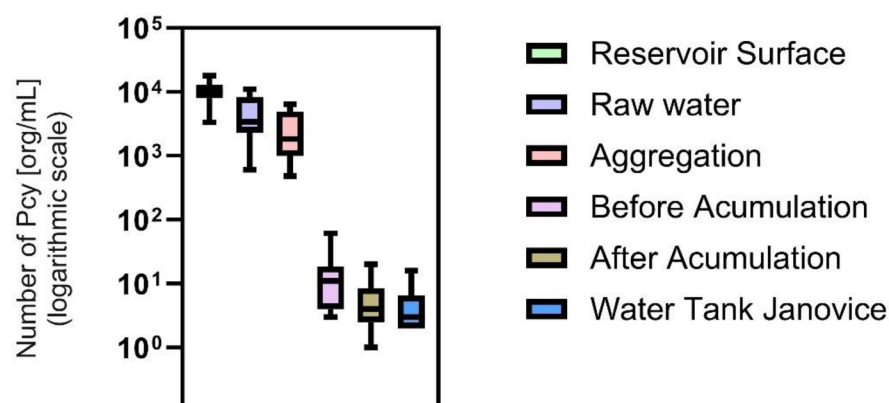 Number of Pcy [org/mL]
(logarithmic scale)
10⁵
10⁴
10³
10²
10¹
10⁰
Reservoir Surface
Raw water
Aggregation
Before Acumulation
After Acumulation
Water Tank Janovice